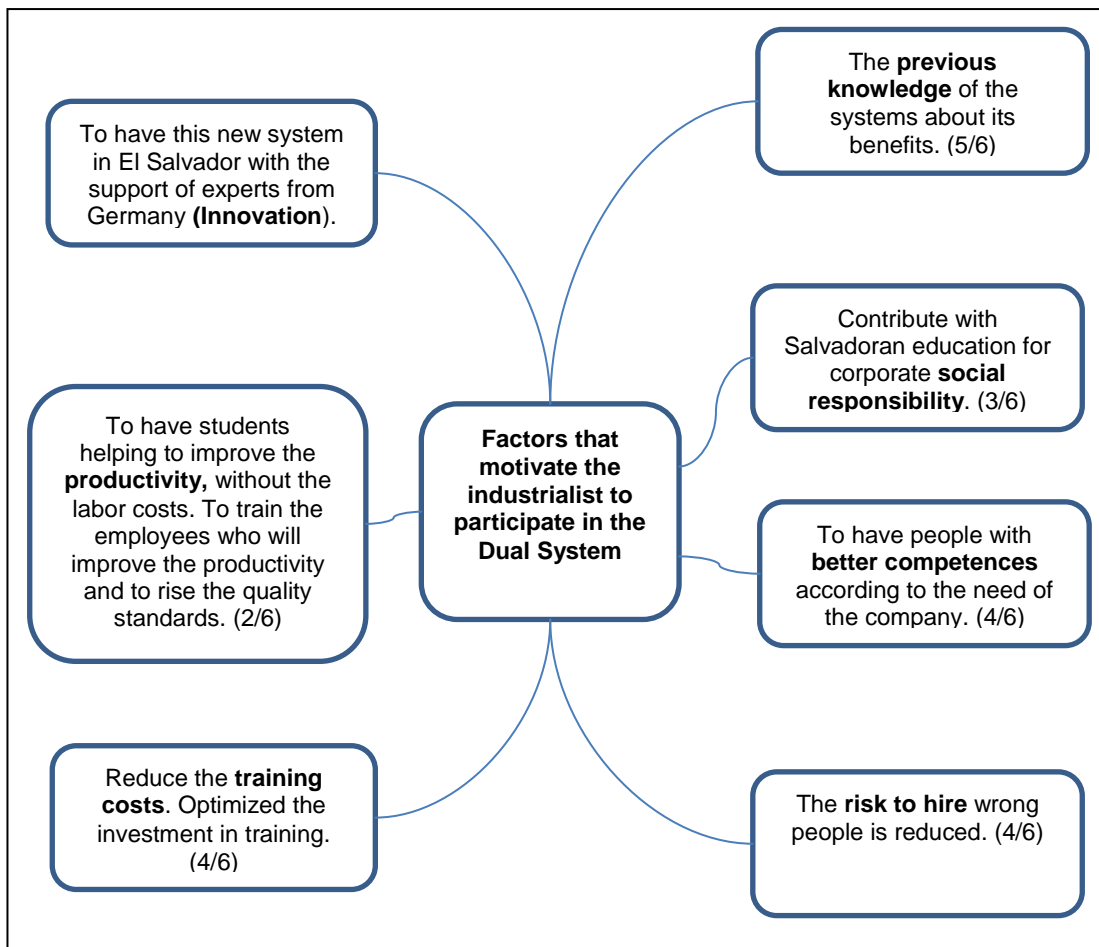 The previous
knowledge of the
systems about its
benefits. (5/6)
To have this new system
in El Salvador with the
support of experts from
Germany (Innovation).
Contribute with
Salvadoran education for
corporate social
responsibility. (3/6)
To have students
helping to improve the
productivity, without the
labor costs. To train the
employees who will
improve the productivity
and to rise the quality
standards. (2/6)
Factors that
motivate the
industrialist to
participate in the
Dual System
To have people with
better competences
according to the need of
the company. (4/6)
Reduce the training
costs. Optimized the
investment in training.
(4/6)
The risk to hire wrong
people is reduced. (4/6)